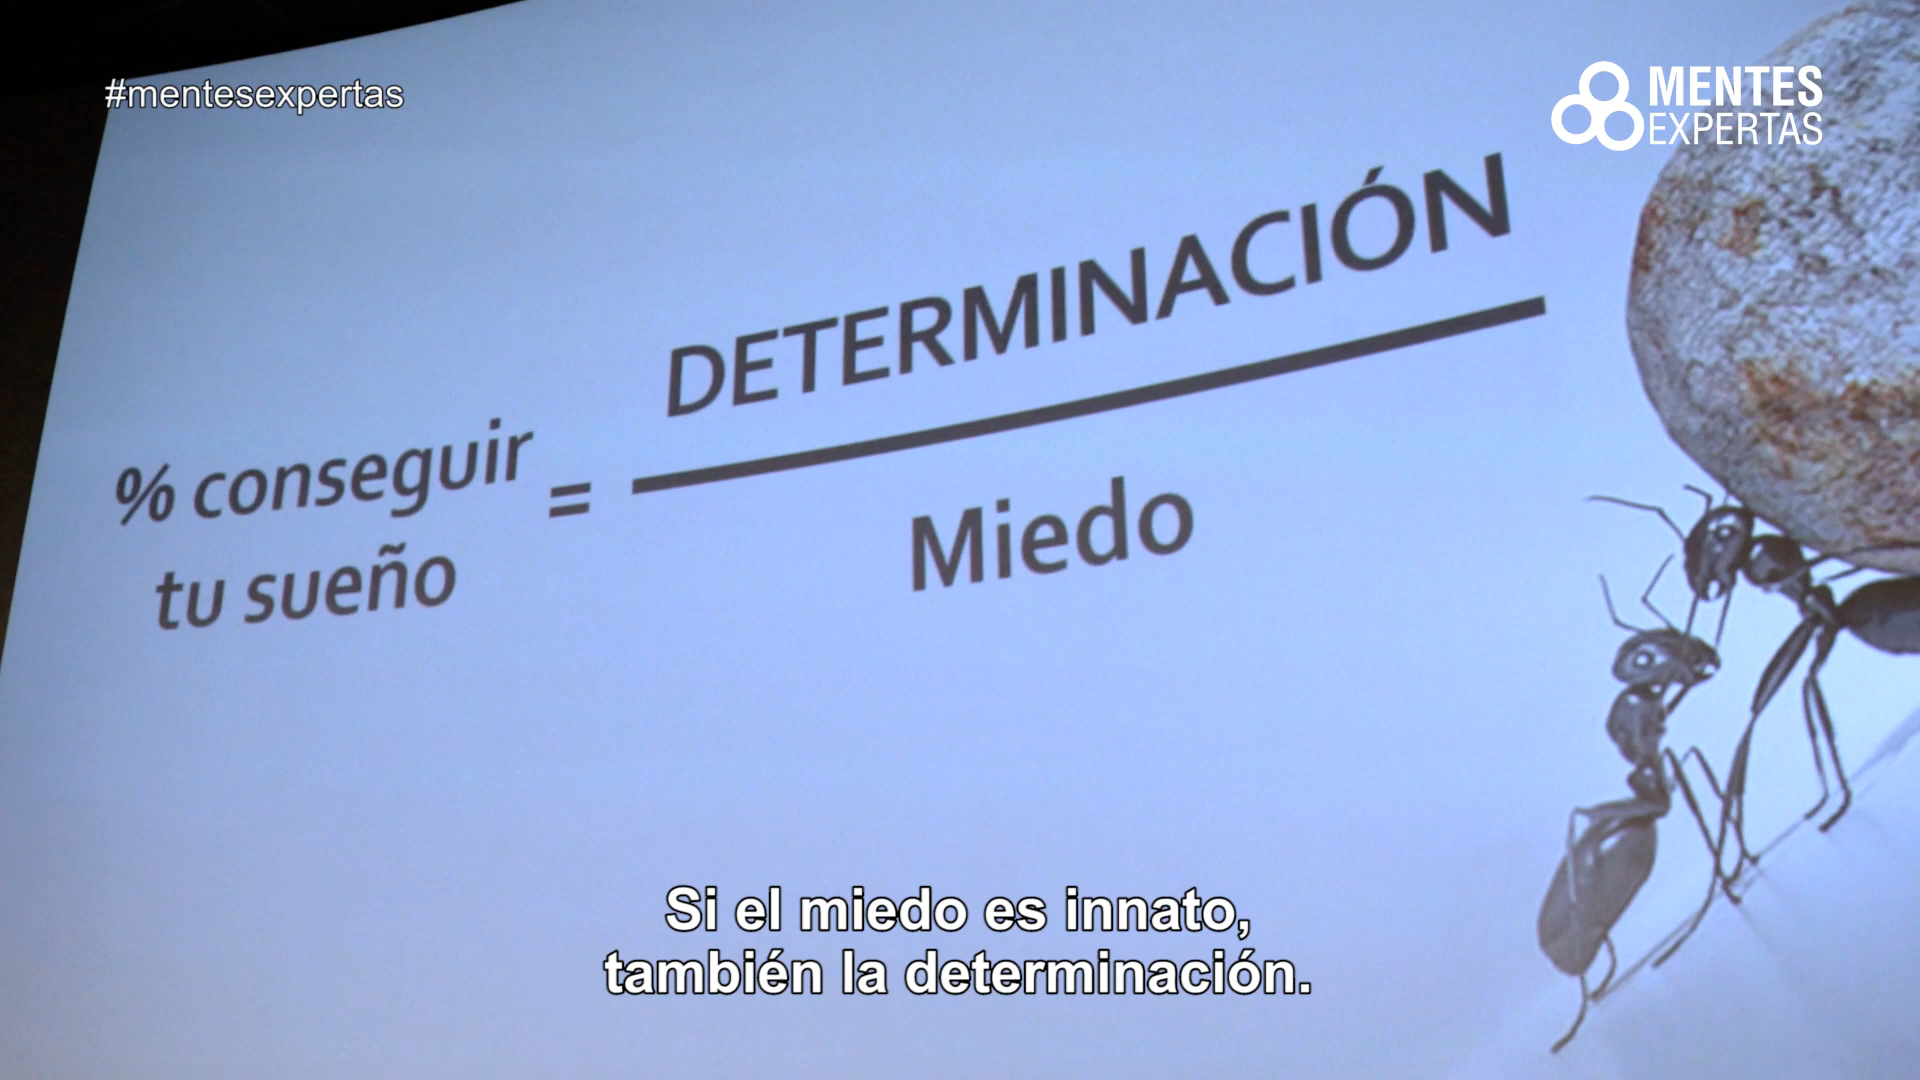 #mentesexpertas
MENTES
EXPERTAS
DETERMINACIÓN
% conseguir
tu sueño
=
Miedo
Si el miedo es innato,
también la determinación.